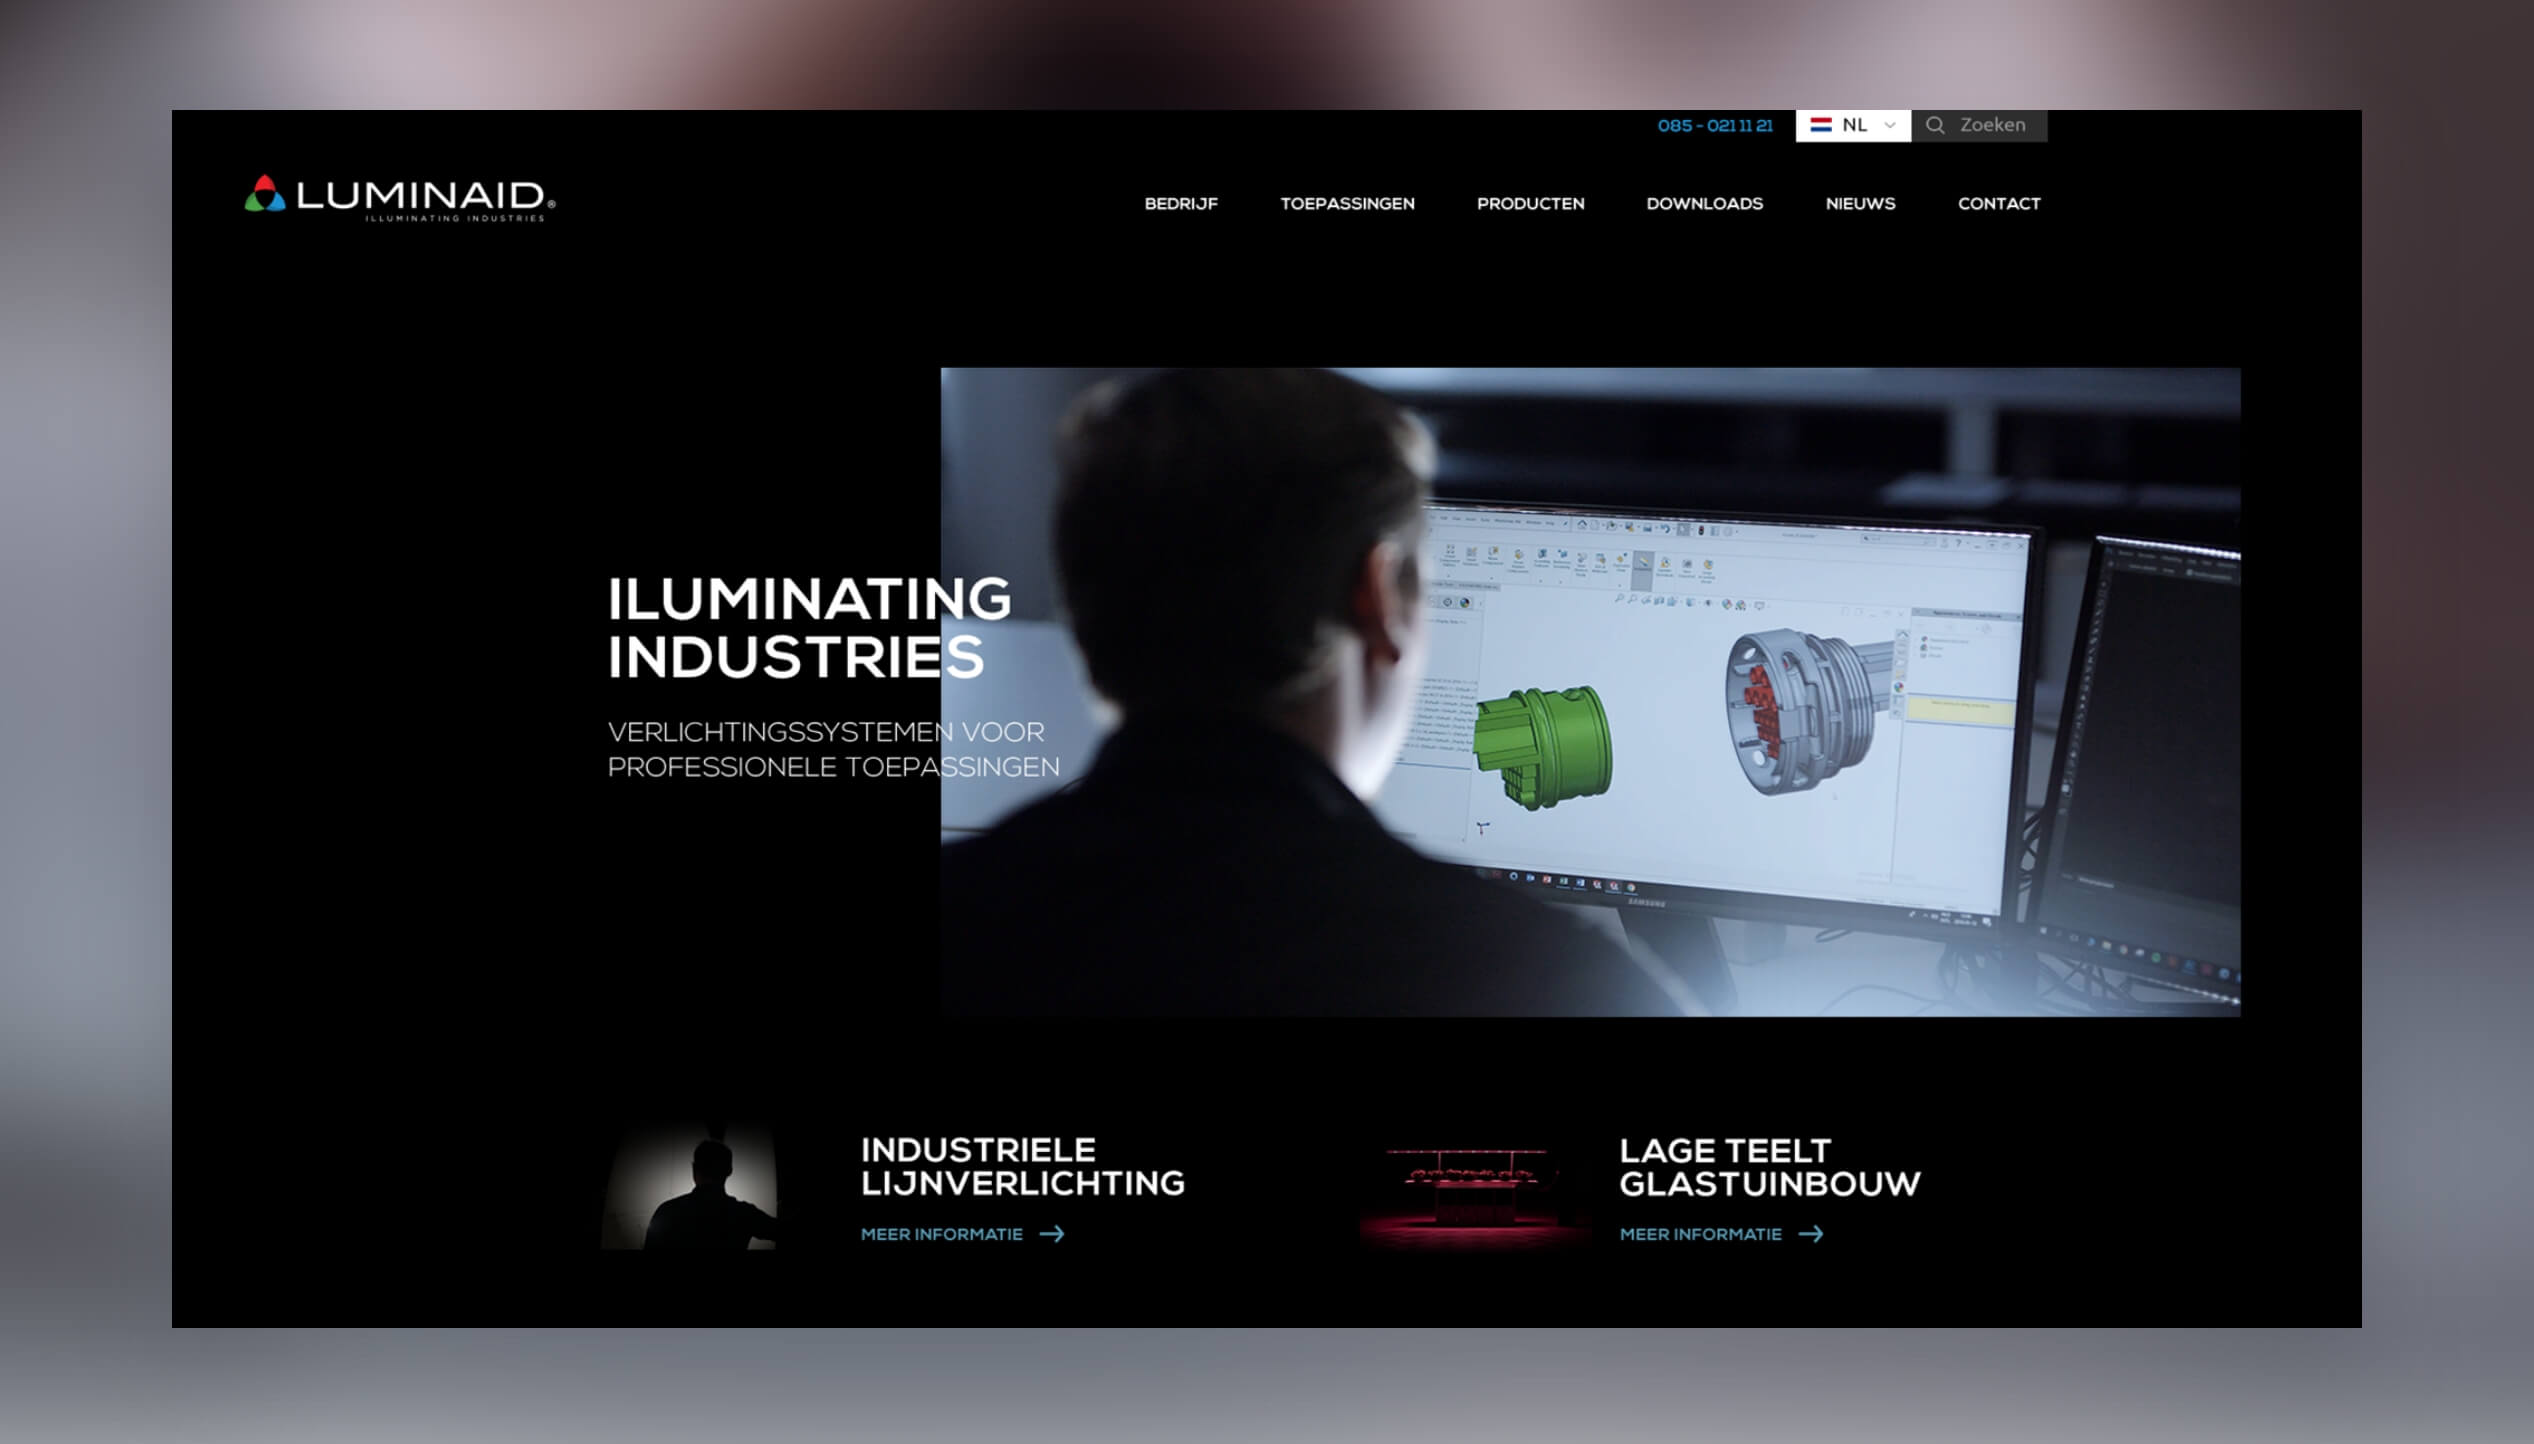 085 - 021 11 21
NL
Zoeken
LUMINAID®
ILLUMINATING INDUSTRIES
BEDRIJF
TOEPASSINGEN
PRODUCTEN
DOWNLOADS
NIEUWS
CONTACT
ILUMINATING
INDUSTRIES
VERLICHTINGSSYSTEMEN VOOR
PROFESSIONELE TOEPASSINGEN
SAMSUNG
INDUSTRIELE
LIJNVERLICHTING
MEER INFORMATIE
LAGE TEELT
GLASTUINBOUW
MEER INFORMATIE